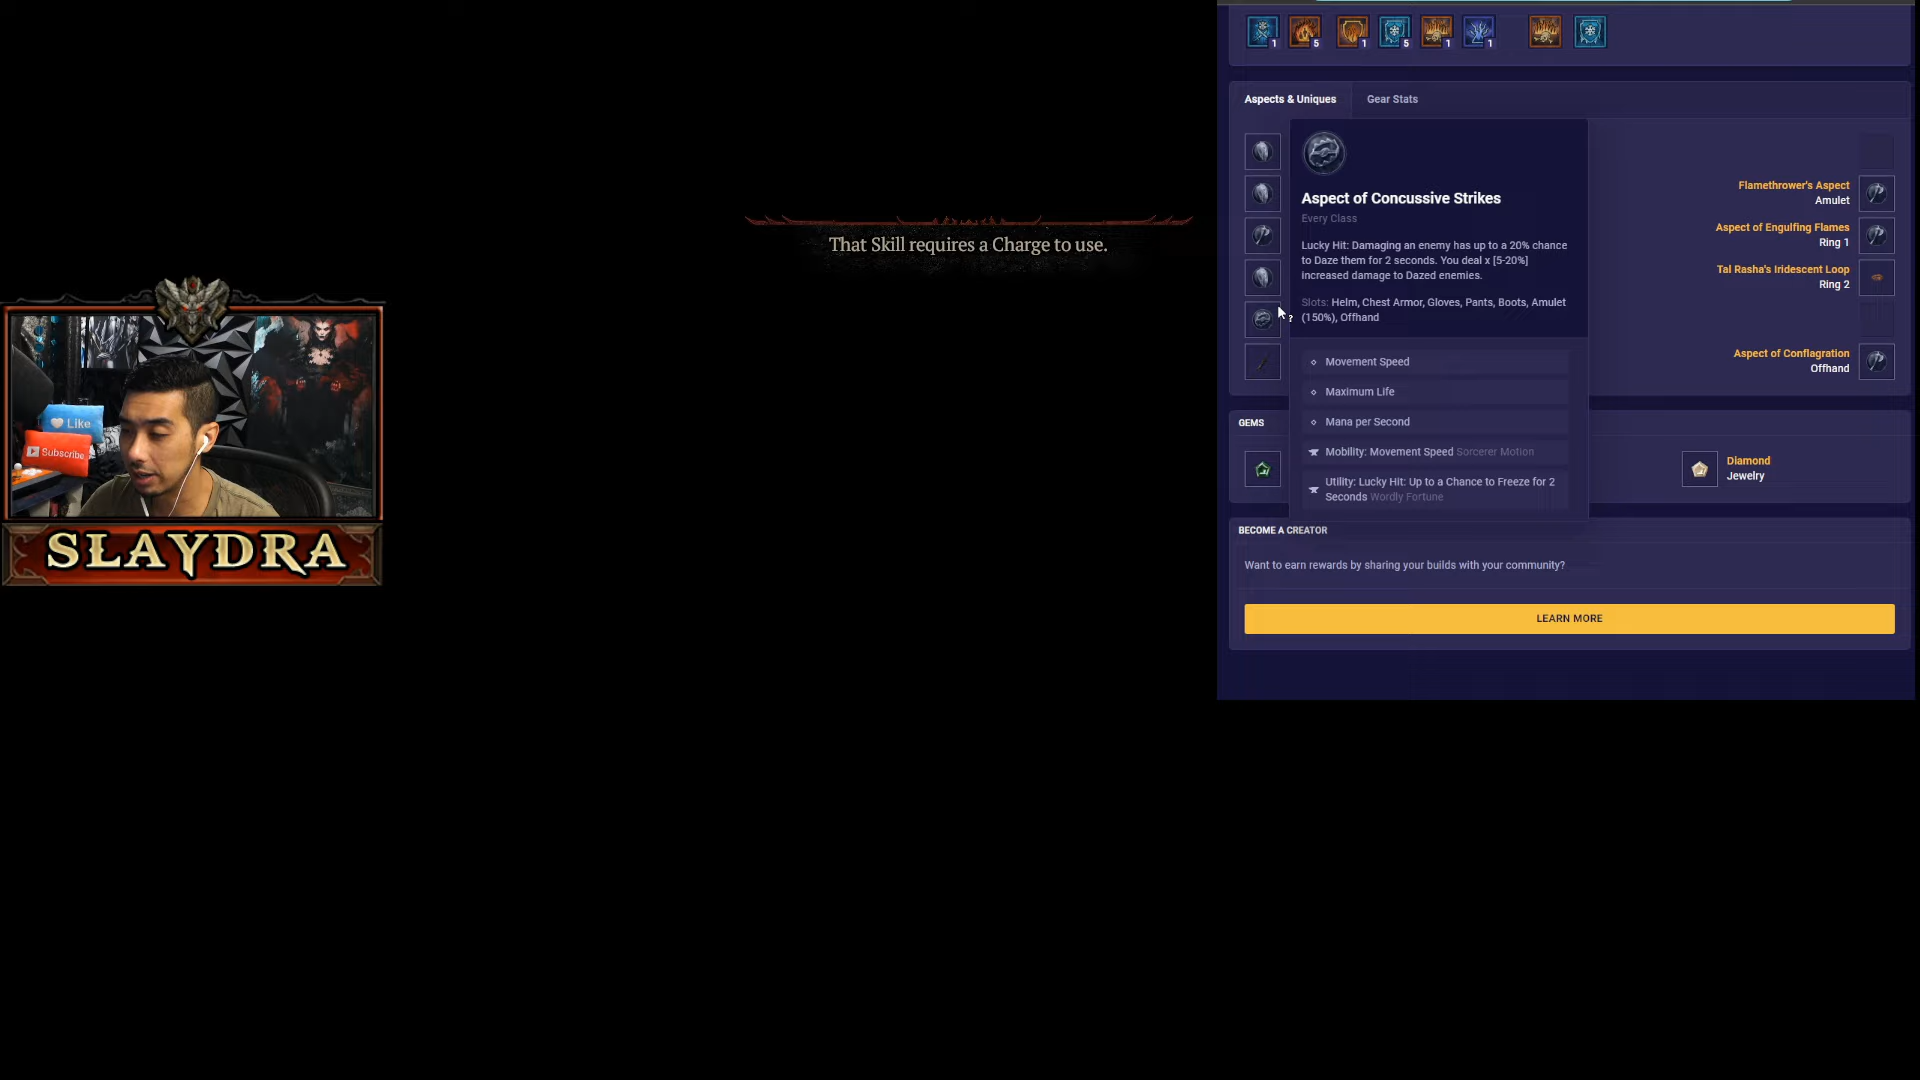 1
5
1
5
1
1
Aspects & Uniques
Gear Stats
Aspect of Concussive Strikes
Every Class
Lucky Hit: Damaging an enemy has up to a 20% chance
to Daze them for 2 seconds. You deal x [5-20%]
increased damage to Dazed enemies.
Slots: Helm, Chest Armor, Gloves, Pants, Boots, Amulet
(150%), Offhand
Movement Speed
Maximum Life
Mana per Second
Mobility: Movement Speed Sorcerer Motion
Utility: Lucky Hit: Up to a Chance to Freeze for 2
Seconds Wordly Fortune
Flamethrower's Aspect
Amulet
Aspect of Engulfing Flames
Ring 1
Tal Rasha's Iridescent Loop
Ring 2
Aspect of Conflagration
Offhand
GEMS
Diamond
Jewelry
BECOME A CREATOR
Want to earn rewards by sharing your builds with your community?
LEARN MORE
That Skill requires a Charge to use.
Like
Subscribe
SLAYDRA